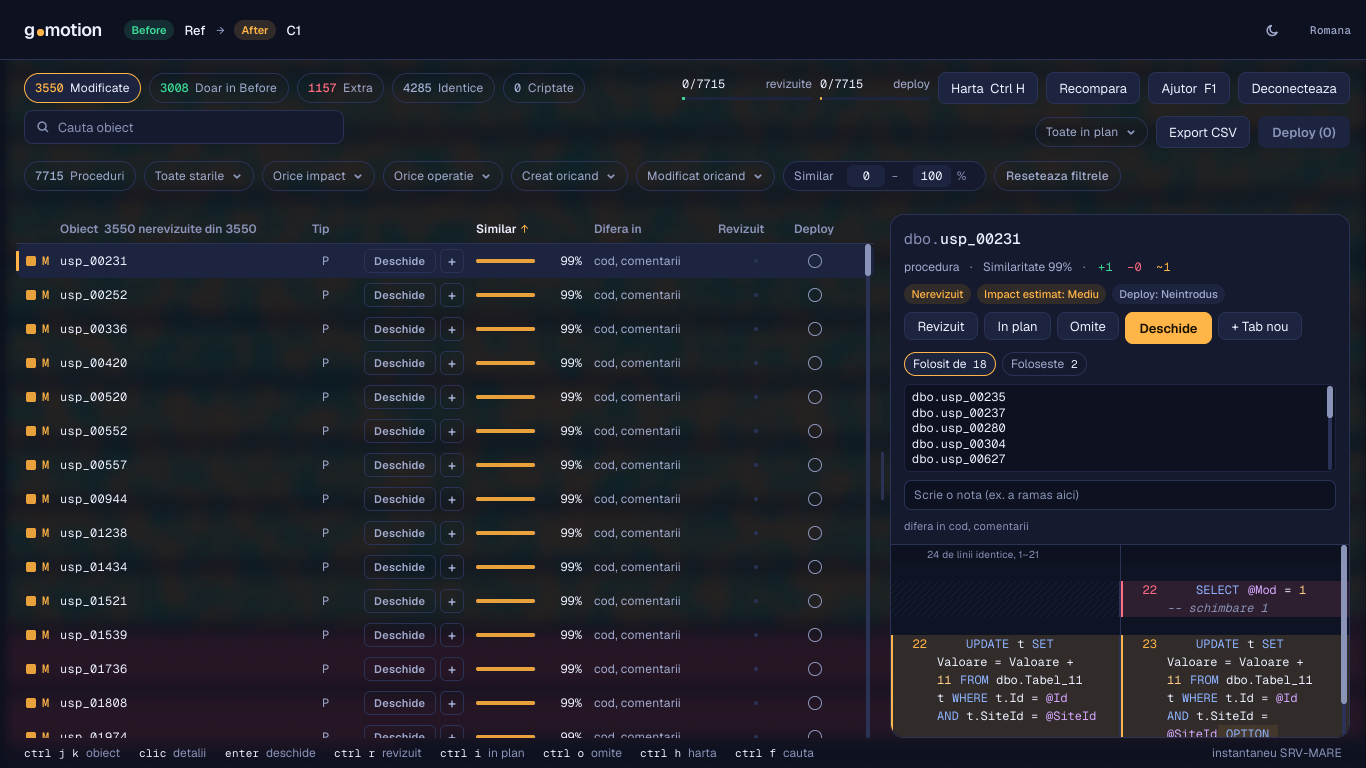 g●motion Before Ref → After C1 Romana
3550 Modificate 3008 Doar in Before 1157 Extra 4285 Identice 0 Criptate 0/7715 revizuite 0/7715 deploy Harta Ctrl H Recompara Ajutor F1 Deconecteaza
Cauta obiect Toate in plan Export CSV Deploy (0)
7715 Proceduri Toate starile Orice impact Orice operatie Creat oricand Modificat oricand Similar 0 – 100 % Reseteaza filtrele
Obiect 3550 nerevizuite din 3550 Tip Similar ↑ Difera in Revizuit Deploy
M usp_00231 P Deschide + 99% cod, comentarii
M usp_00252 P Deschide + 99% cod, comentarii
M usp_00336 P Deschide + 99% cod, comentarii
M usp_00420 P Deschide + 99% cod, comentarii
M usp_00520 P Deschide + 99% cod, comentarii
M usp_00552 P Deschide + 99% cod, comentarii
M usp_00557 P Deschide + 99% cod, comentarii
M usp_00944 P Deschide + 99% cod, comentarii
M usp_01238 P Deschide + 99% cod, comentarii
M usp_01434 P Deschide + 99% cod, comentarii
M usp_01521 P Deschide + 99% cod, comentarii
M usp_01539 P Deschide + 99% cod, comentarii
M usp_01736 P Deschide + 99% cod, comentarii
M usp_01808 P Deschide + 99% cod, comentarii
M usp_01974 P Deschide + 99% cod, comentarii
dbo.usp_00231
procedura · Similaritate 99% · +1 −0 ~1
Nerevizuit Impact estimat: Mediu Deploy: Neintrodus
Revizuit In plan Omite Deschide + Tab nou
Folosit de 18 Foloseste 2
dbo.usp_00235
dbo.usp_00237
dbo.usp_00280
dbo.usp_00304
dbo.usp_00627
Scrie o nota (ex. a ramas aici)
difera in cod, comentarii
24 de linii identice, 1–21
22 SELECT @Mod = 1
-- schimbare 1
22 UPDATE t SET
Valoare = Valoare +
11 FROM dbo.Tabel_11
t WHERE t.Id = @Id
AND t.SiteId = @SiteId
23 UPDATE t SET
Valoare = Valoare +
11 FROM dbo.Tabel_11
t WHERE t.Id = @Id
AND t.SiteId =
@SiteId OPTION
ctrl j k obiect clic detalii enter deschide ctrl r revizuit ctrl i in plan ctrl o omite ctrl h harta ctrl f cauta instantaneu SRV-MARE